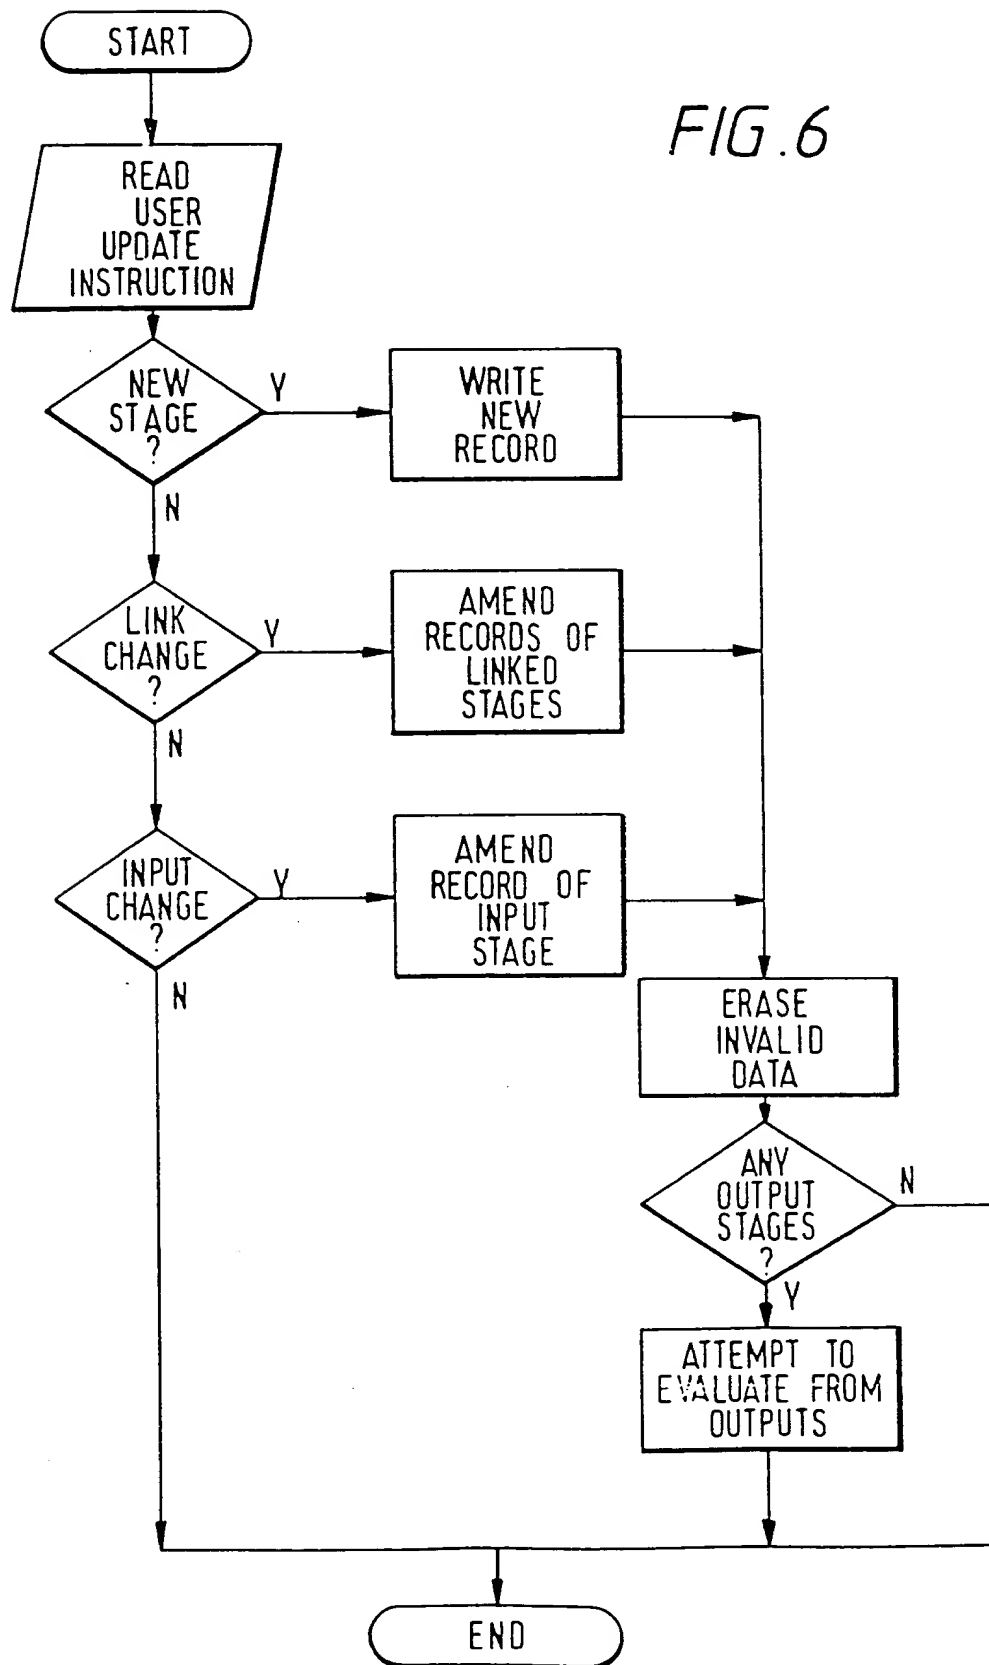 START
FIG.6
READ
USER
UPDATE
INSTRUCTION
NEW
STAGE
?
Y
WRITE
NEW
RECORD
N
LINK
CHANGE
?
Y
AMEND
RECORDS OF
LINKED
STAGES
N
INPUT
CHANGE
?
Y
AMEND
RECORD OF
INPUT
STAGE
N
ERASE
INVALID
DATA
ANY
OUTPUT
STAGES
?
N
Y
ATTEMPT TO
EVALUATE FROM
OUTPUTS
END